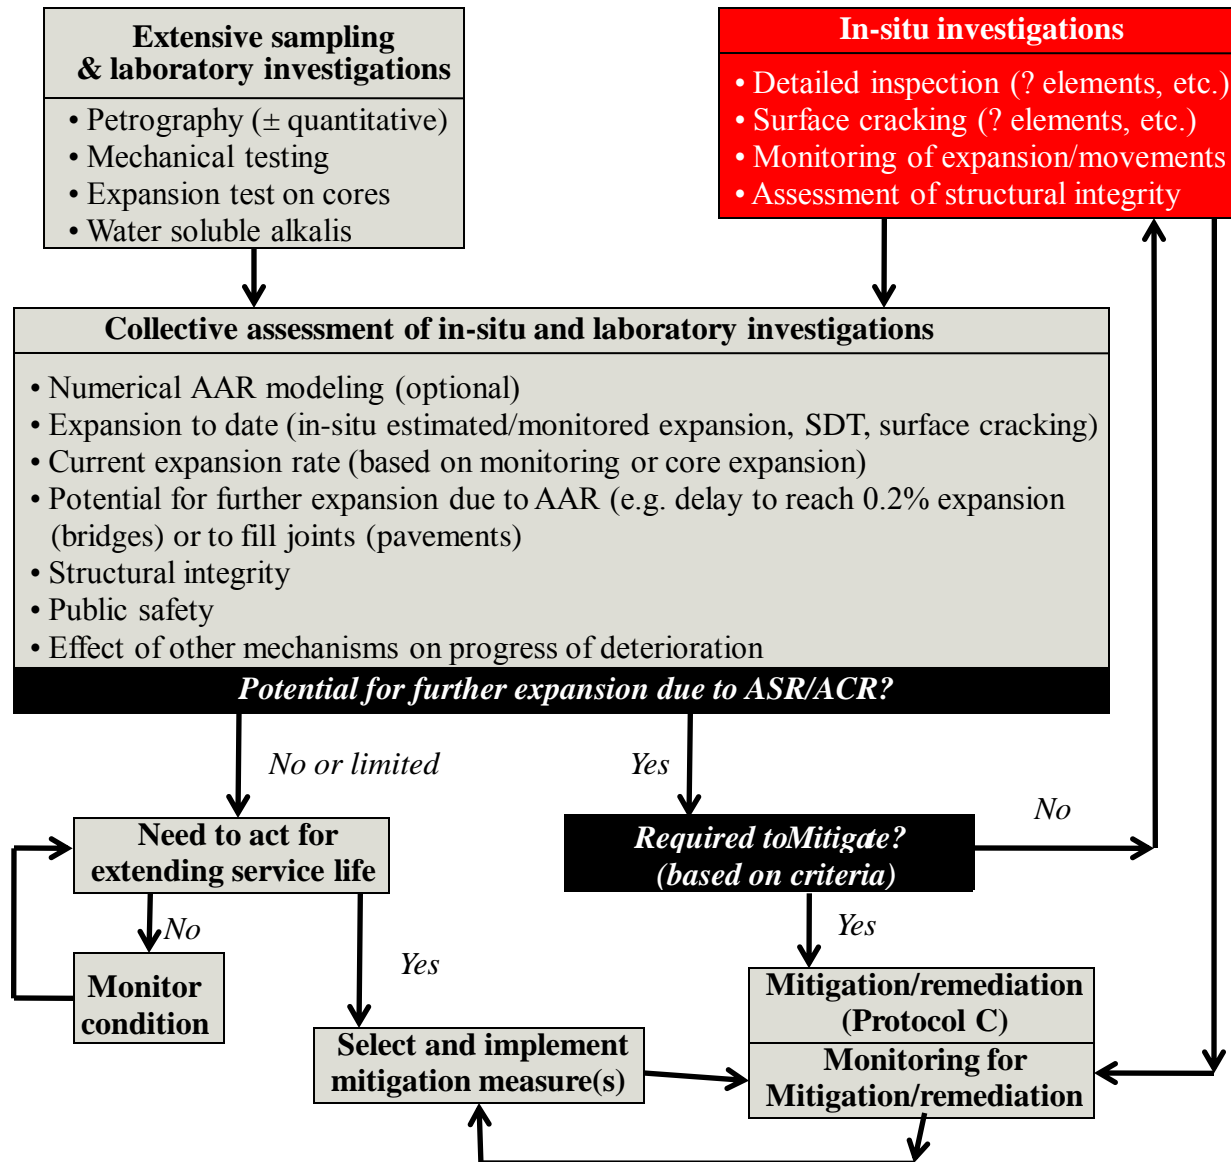 Extensive sampling
& laboratory investigations
• Petrography (± quantitative)
• Mechanical testing
• Expansion test on cores
• Water soluble alkalis
In-situ investigations
• Detailed inspection (? elements, etc.)
• Surface cracking (? elements, etc.)
• Monitoring of expansion/movements
• Assessment of structural integrity
Collective assessment of in-situ and laboratory investigations
• Numerical AAR modeling (optional)
• Expansion to date (in-situ estimated/monitored expansion, SDT, surface cracking)
• Current expansion rate (based on monitoring or core expansion)
• Potential for further expansion due to AAR (e.g. delay to reach 0.2% expansion
(bridges) or to fill joints (pavements)
• Structural integrity
• Public safety
• Effect of other mechanisms on progress of deterioration
Potential for further expansion due to ASR/ACR?
No or limited
Yes
Need to act for
extending service life
Required toMitigate?
(based on criteria)
No
No
Yes
Yes
Monitor
condition
Select and implement
mitigation measure(s)
Mitigation/remediation
(Protocol C)
Monitoring for
Mitigation/remediation